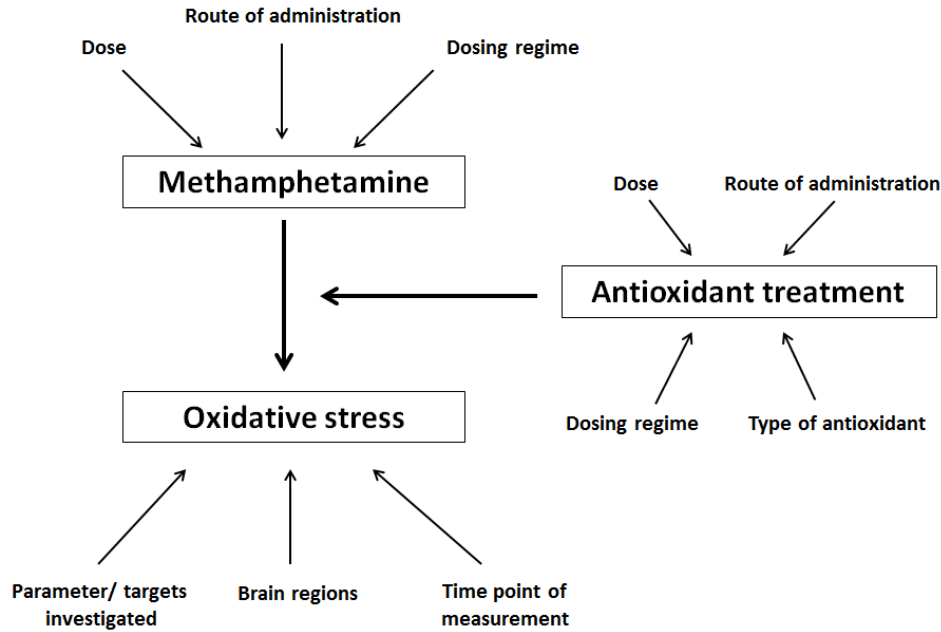 Route of administration
Dose
Dosing regime
Methamphetamine
Dose
Route of administration
Antioxidant treatment
Dosing regime
Type of antioxidant
Oxidative stress
Parameter/ targets
investigated
Brain regions
Time point of
measurement